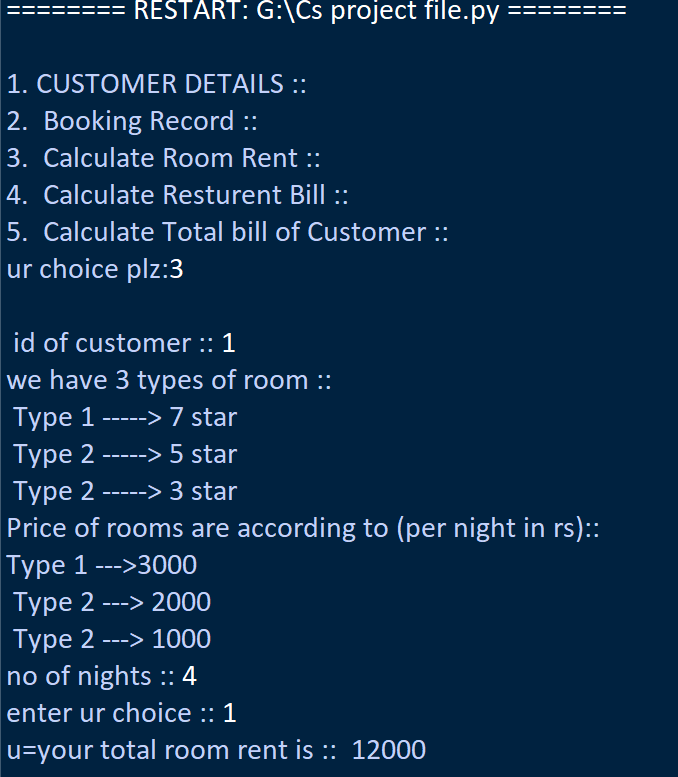 ======== RESTART: G:\Cs project file.py ========
1. CUSTOMER DETAILS ::
2.  Booking Record ::
3.  Calculate Room Rent ::
4.  Calculate Resturent Bill ::
5.  Calculate Total bill of Customer ::
ur choice plz:3
id of customer :: 1
we have 3 types of room ::
Type 1 -----> 7 star
Type 2 -----> 5 star
Type 2 -----> 3 star
Price of rooms are according to (per night in rs)::
Type 1 --->3000
Type 2 ---> 2000
Type 2 ---> 1000
no of nights :: 4
enter ur choice :: 1
u=your total room rent is ::  12000